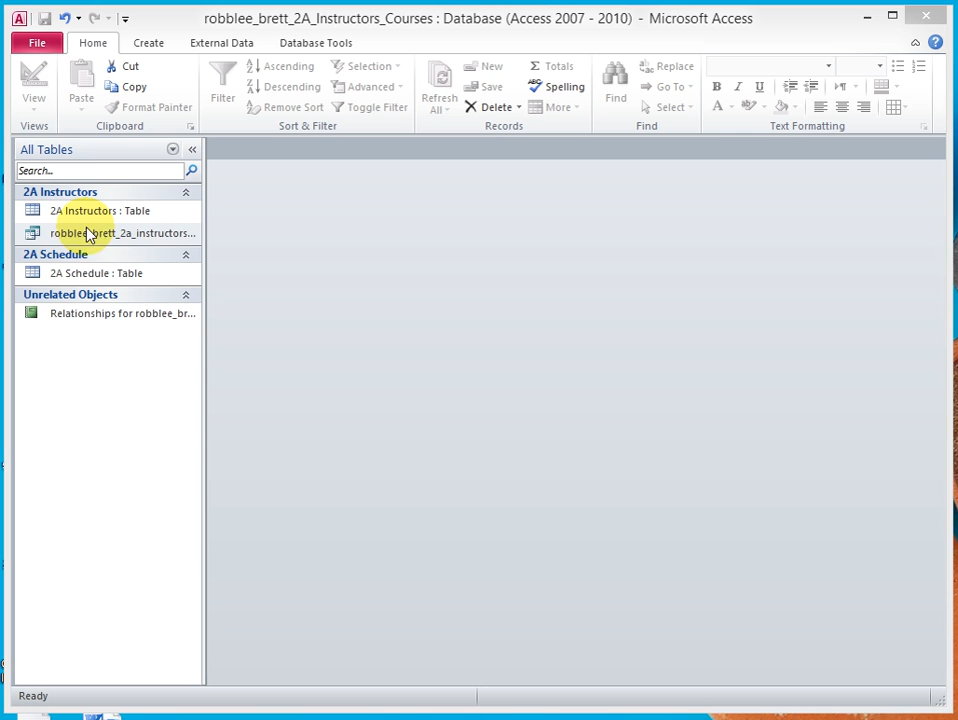 robblee_brett_2A_Instructors_Courses : Database (Access 2007 - 2010) - Microsoft Access
File Home Create External Data Database Tools
View
Views
Paste
Cut
Copy
Format Painter
Clipboard
Filter
Ascending
Descending
Remove Sort
Selection
Advanced
Toggle Filter
Sort & Filter
Refresh
All
New
Save
Delete
Totals
Spelling
More
Records
Find
Replace
Go To
Select
Find
B I U
A
Text Formatting
All Tables
Search..
2A Instructors
2A Instructors : Table
robblee_brett_2a_instructors...
2A Schedule
2A Schedule : Table
Unrelated Objects
Relationships for robblee_br...
Ready